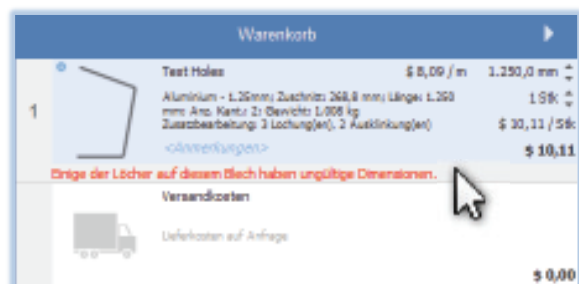 Warenkorb
Test Holes $ 8,09 / m 1.250,0 mm
1 Aluminium - 1.25mm; Zuschnitt: 268,8 mm; Länge: 1.250 1 Stk
mm; Anz. Kant.: 2; Gewicht: 1.008 kg
Zusatzbearbeitung: 3 Lochung(en), 2 Ausklinkung(en) $ 10,11 / Stk
<Anmerkungen> $ 10,11
Einige der Löcher auf diesem Blech haben ungültige Dimensionen.
Versandkosten
Lieferkosten auf Anfrage
$ 0,00